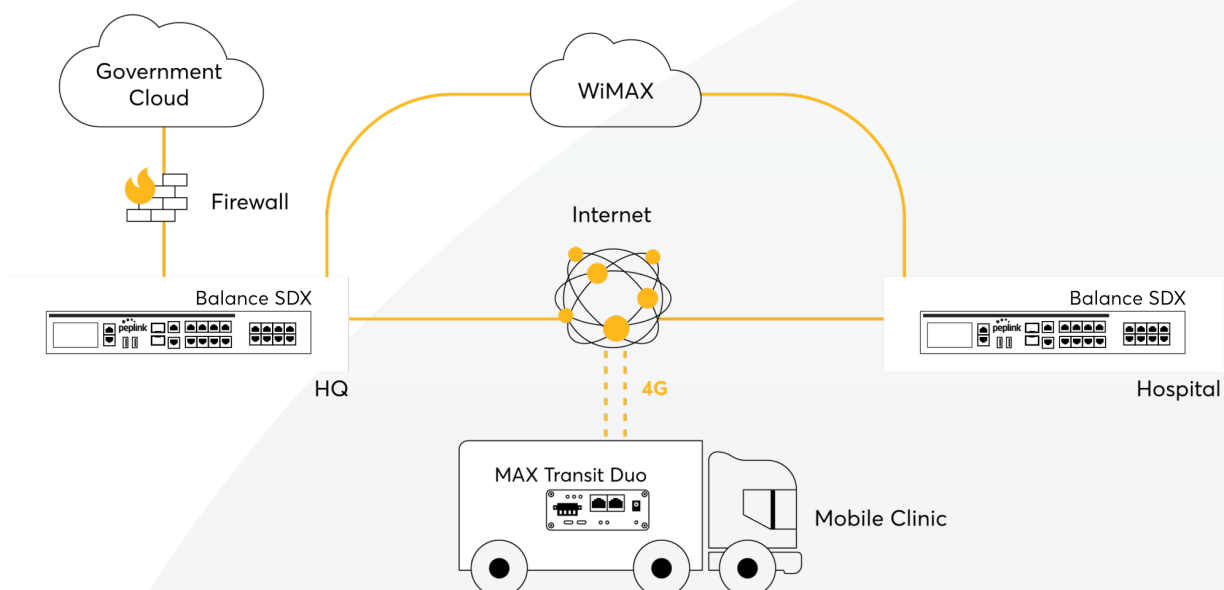 Government
Cloud
WiMAX
Firewall
Internet
Balance SDX
peplink
HQ
Balance SDX
peplink
Hospital
4G
MAX Transit Duo
Mobile Clinic